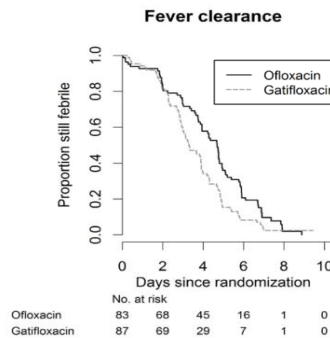 Fever clearance
Ofloxacin
Gatifloxacin
Proportion still febrile
1.0
0.8
0.6
0.4
0.2
0.0
0 2 4 6 8 10
Days since randomization
No. at risk
Ofloxacin 83 68 45 16 1 0
Gatifloxacin 87 69 29 7 1 0